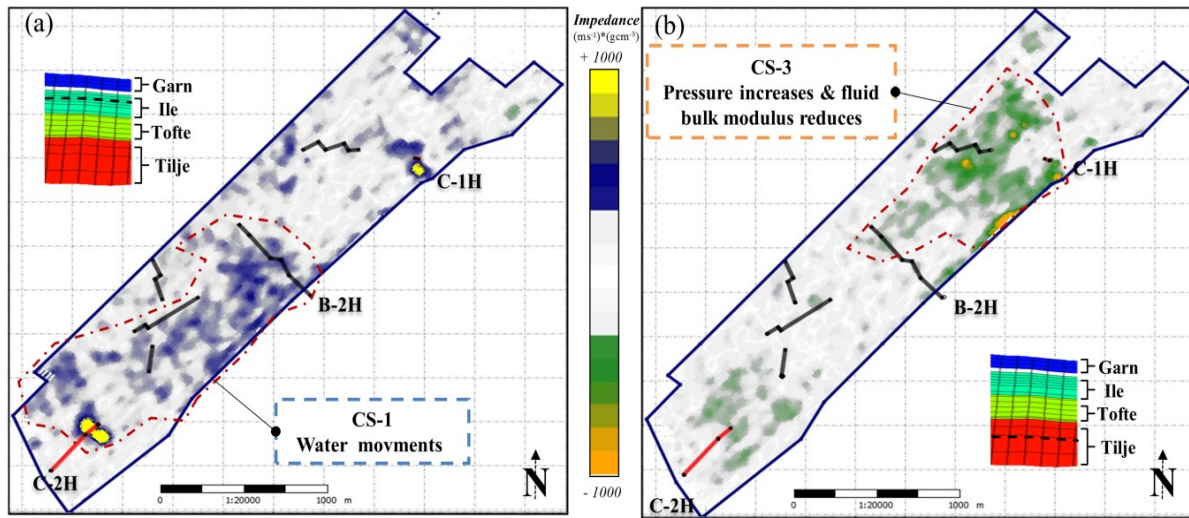 (a)
Garn
Ile
Tofte
Tilje
C-1H
B-2H
CS-1
Water movments
C-2H
1:20000
0
1000
m
N
Impedance
(ms⁻¹)*(gcm⁻³)
+ 1000
- 1000
(b)
CS-3
Pressure increases & fluid
bulk modulus reduces
C-1H
B-2H
Garn
Ile
Tofte
Tilje
C-2H
1:20000
0
1000
m
N